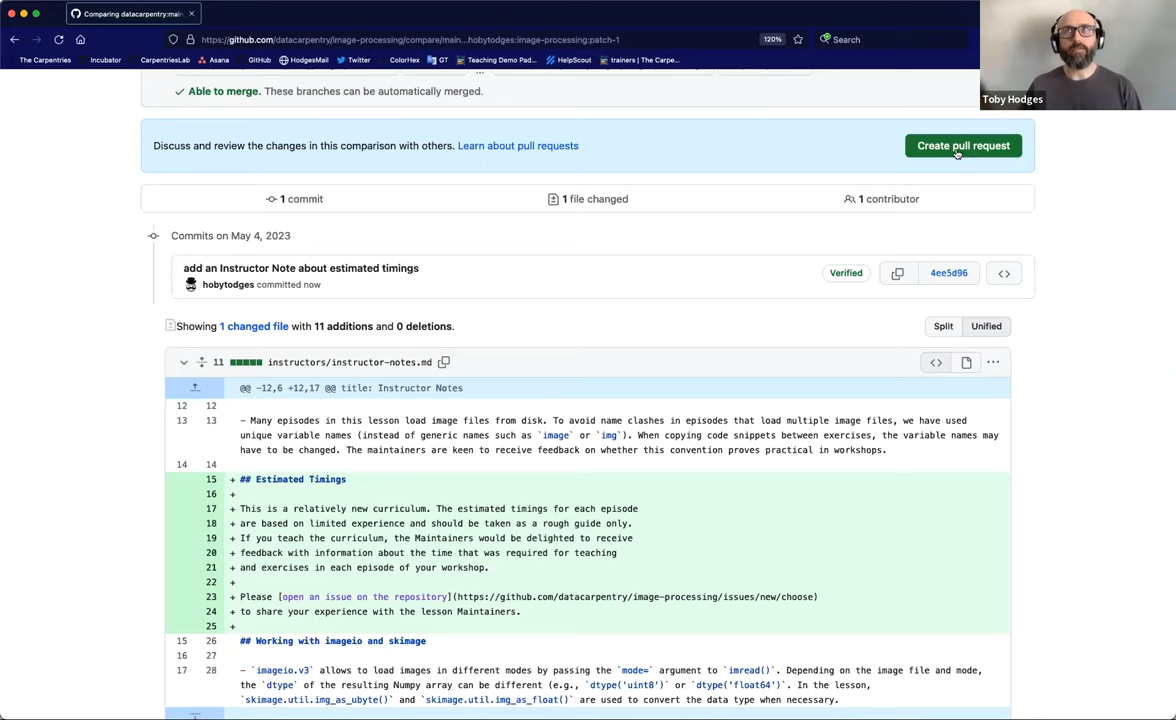 Comparing datacarpentry:main
https://github.com/datacarpentry/image-processing/compare/main...hobytodges:image-processing:patch-1
120%
Search
The Carpentries
Incubator
CarpentriesLab
Asana
GitHub
HodgesMail
Twitter
ColorHex
GT
Teaching Demo Pad...
HelpScout
trainers | The Carpe...
Toby Hodges
Able to merge. These branches can be automatically merged.
Discuss and review the changes in this comparison with others. Learn about pull requests
Create pull request
1 commit
1 file changed
1 contributor
Commits on May 4, 2023
add an Instructor Note about estimated timings
hobytodges committed now
Verified
4ee5d96
Showing 1 changed file with 11 additions and 0 deletions.
Split
Unified
11 instructors/instructor-notes.md
@@ -12,6 +12,17 @@ title: Instructor Notes
12 12
13 13 - Many episodes in this lesson load image files from disk. To avoid name clashes in episodes that load multiple image files, we have used
unique variable names (instead of generic names such as `image` or `img`). When copying code snippets between exercises, the variable names may
have to be changed. The maintainers are keen to receive feedback on whether this convention proves practical in workshops.
14 14
15 + ## Estimated Timings
16 +
17 + This is a relatively new curriculum. The estimated timings for each episode
18 + are based on limited experience and should be taken as a rough guide only.
19 + If you teach the curriculum, the Maintainers would be delighted to receive
20 + feedback with information about the time that was required for teaching
21 + and exercises in each episode of your workshop.
22 +
23 + Please [open an issue on the repository](https://github.com/datacarpentry/image-processing/issues/new/choose)
24 + to share your experience with the lesson Maintainers.
25 +
15 26 ## Working with imageio and skimage
16 27
17 28 - `imageio.v3` allows to load images in different modes by passing the `mode=` argument to `imread()`. Depending on the image file and mode,
the `dtype` of the resulting Numpy array can be different (e.g., `dtype('uint8')` or `dtype('float64')`. In the lesson,
`skimage.util.img_as_ubyte()` and `skimage.util.img_as_float()` are used to convert the data type when necessary.